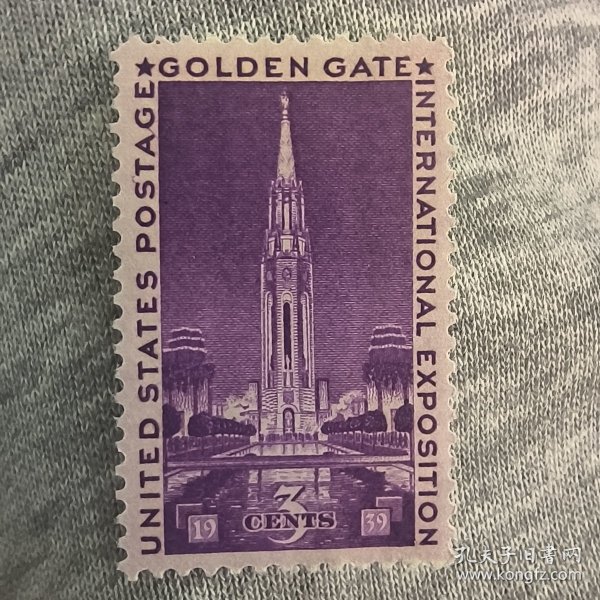 ★GOLDEN GATE★
UNITED STATES POSTAGE
INTERNATIONAL EXPOSITION
3
CENTS
19
39
孔夫子旧书网
www.kongfz.com